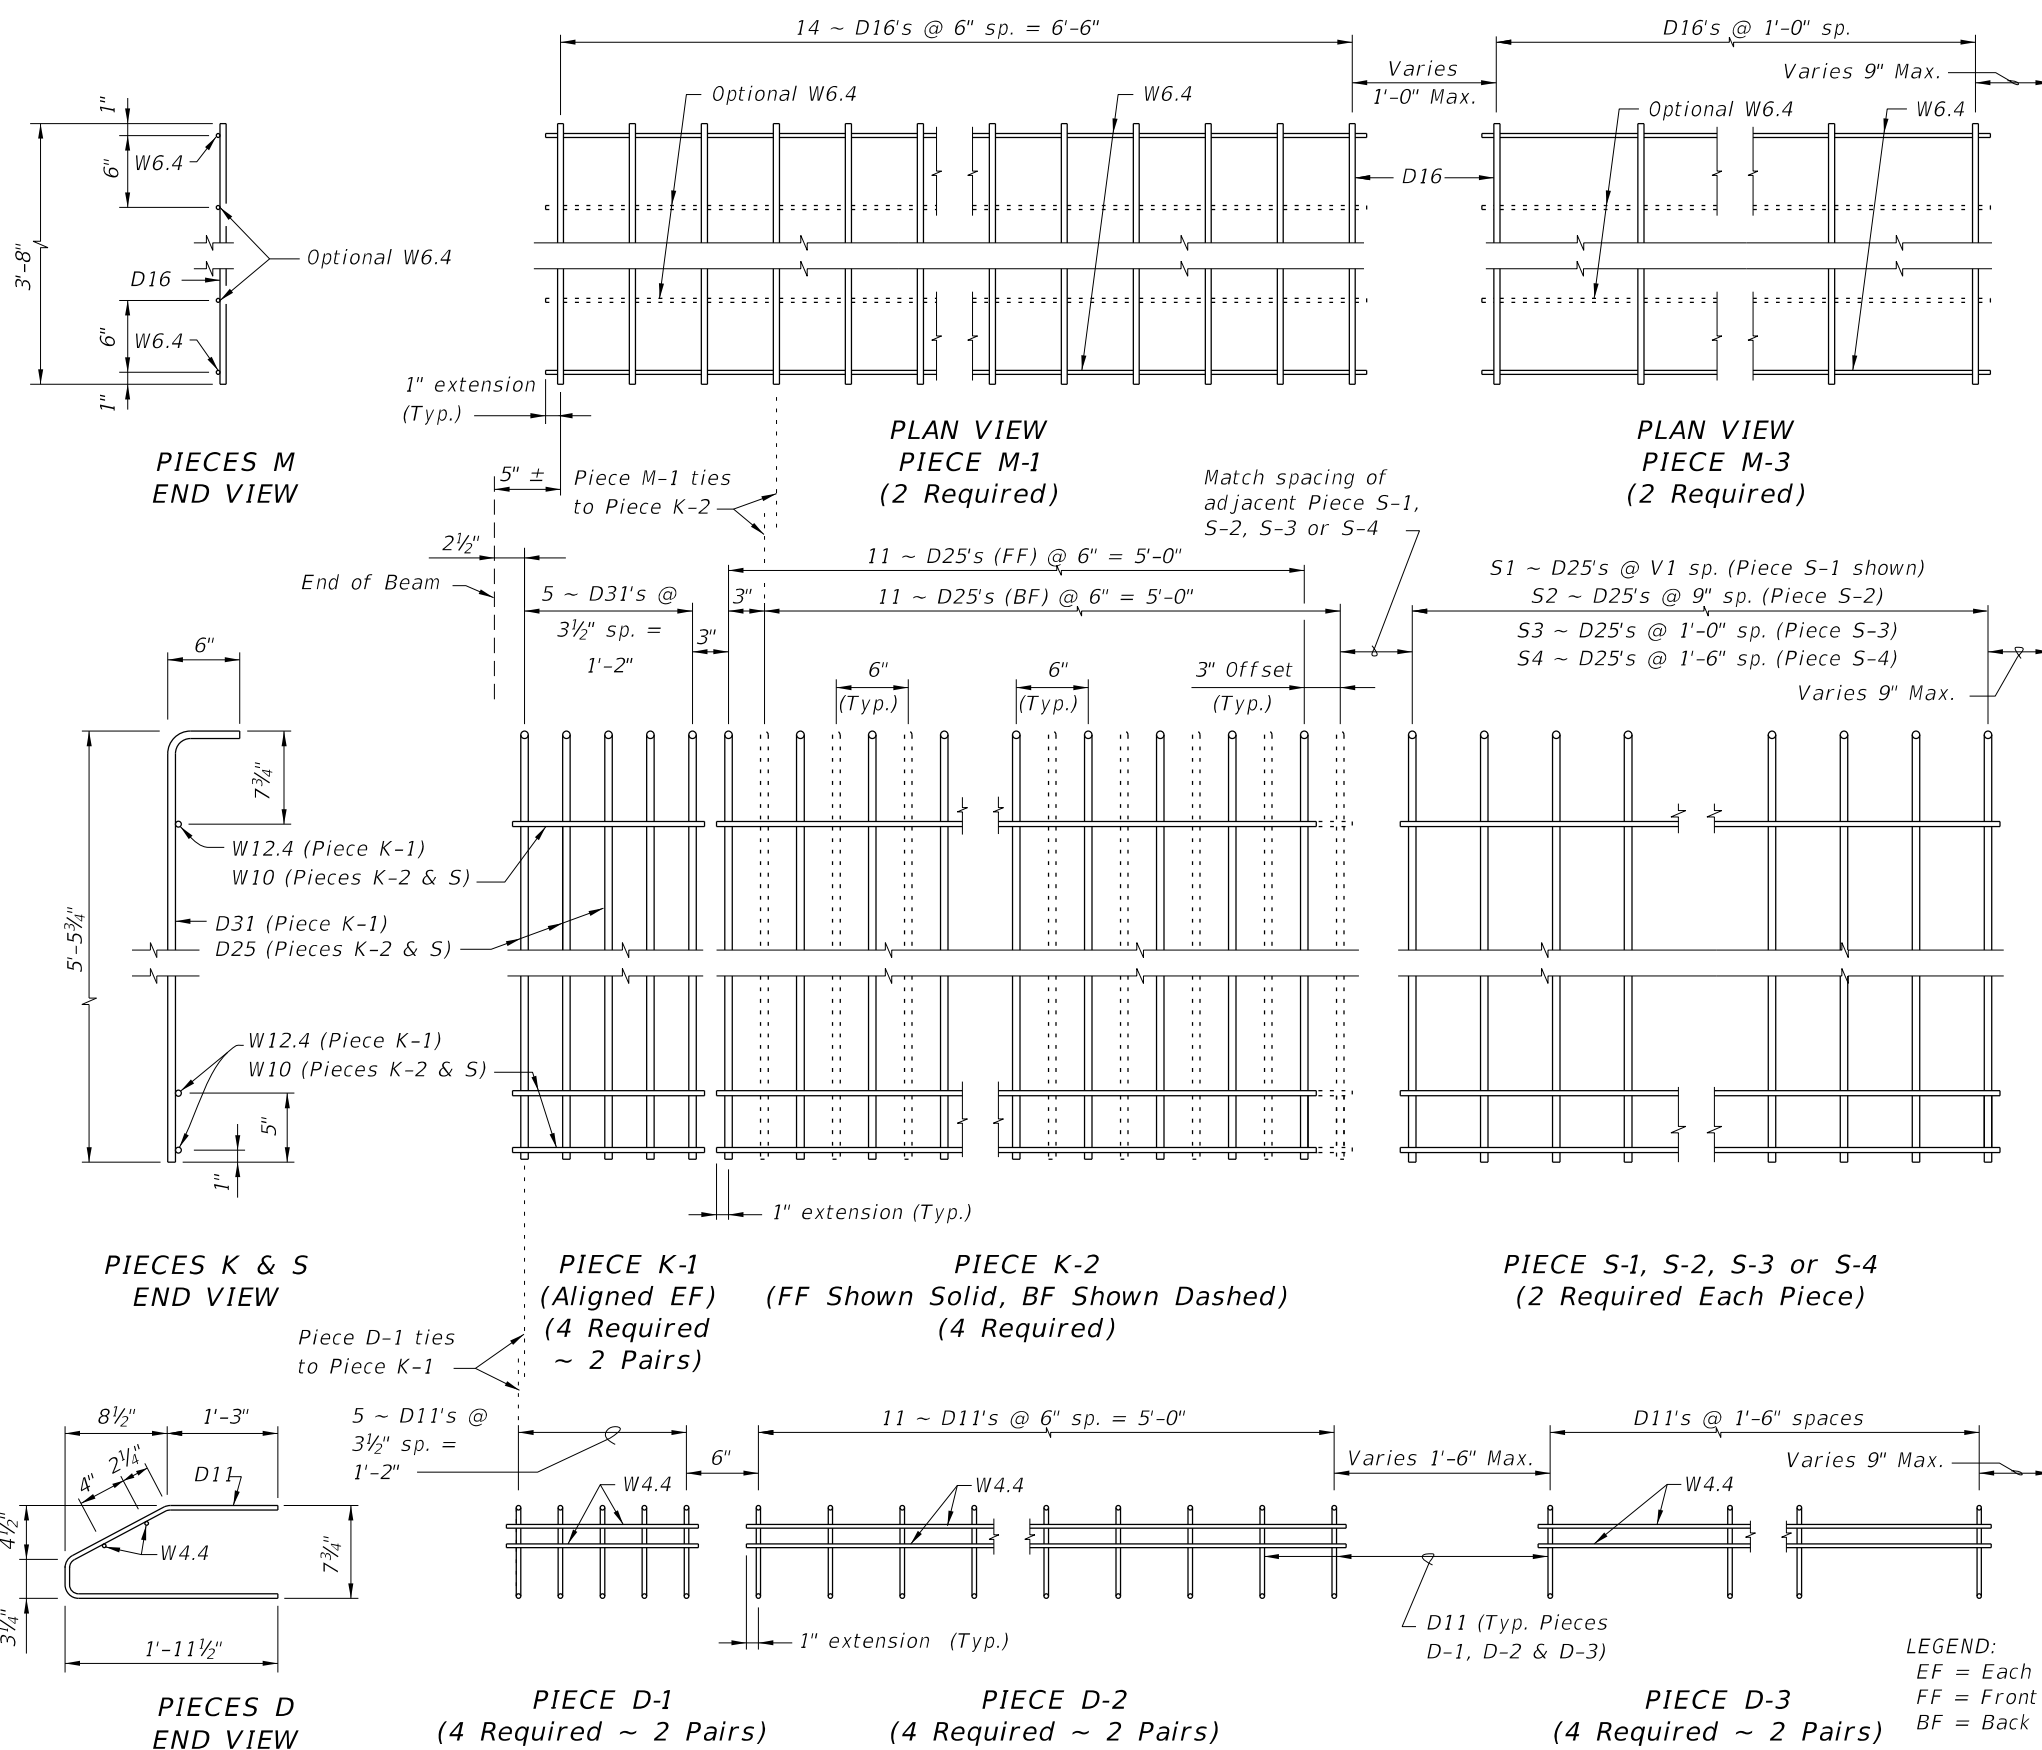 14 ~ D16's @ 6" sp. = 6'-6"
D16's @ 1'-0" sp.
Varies
1'-0" Max.
Varies 9" Max.
1"
Optional W6.4
W6.4
Optional W6.4
W6.4
W6.4
6"
D16
3'-8"
Optional W6.4
D16
6"
W6.4
1"
1" extension
(Typ.)
PIECES M
END VIEW
PLAN VIEW
PIECE M-1
(2 Required)
PLAN VIEW
PIECE M-3
(2 Required)
5" ±
Piece M-1 ties
to Piece K-2
Match spacing of
adjacent Piece S-1,
S-2, S-3 or S-4
2½"
End of Beam
11 ~ D25's (FF) @ 6" = 5'-0"
5 ~ D31's @
3½" sp. =
1'-2"
3"
3"
11 ~ D25's (BF) @ 6" = 5'-0"
S1 ~ D25's @ V1 sp. (Piece S-1 shown)
S2 ~ D25's @ 9" sp. (Piece S-2)
S3 ~ D25's @ 1'-0" sp. (Piece S-3)
S4 ~ D25's @ 1'-6" sp. (Piece S-4)
6"
6"
(Typ.)
6"
(Typ.)
3" Offset
(Typ.)
Varies 9" Max.
7¾"
W12.4 (Piece K-1)
W10 (Pieces K-2 & S)
5'-5¾"
D31 (Piece K-1)
D25 (Pieces K-2 & S)
W12.4 (Piece K-1)
W10 (Pieces K-2 & S)
5"
1"
1" extension (Typ.)
PIECES K & S
END VIEW
PIECE K-1
(Aligned EF)
(4 Required
~ 2 Pairs)
PIECE K-2
(FF Shown Solid, BF Shown Dashed)
(4 Required)
PIECE S-1, S-2, S-3 or S-4
(2 Required Each Piece)
Piece D-1 ties
to Piece K-1
8½"
1'-3"
5 ~ D11's @
3½" sp. =
1'-2"
11 ~ D11's @ 6" sp. = 5'-0"
D11's @ 1'-6" spaces
4"
2¼"
D11
6"
Varies 1'-6" Max.
Varies 9" Max.
W4.4
W4.4
W4.4
4½"
W4.4
7¾"
3¼"
1'-11½"
1" extension (Typ.)
D11 (Typ. Pieces
D-1, D-2 & D-3)
LEGEND:
EF = Each
FF = Front
BF = Back
PIECES D
END VIEW
PIECE D-1
(4 Required ~ 2 Pairs)
PIECE D-2
(4 Required ~ 2 Pairs)
PIECE D-3
(4 Required ~ 2 Pairs)